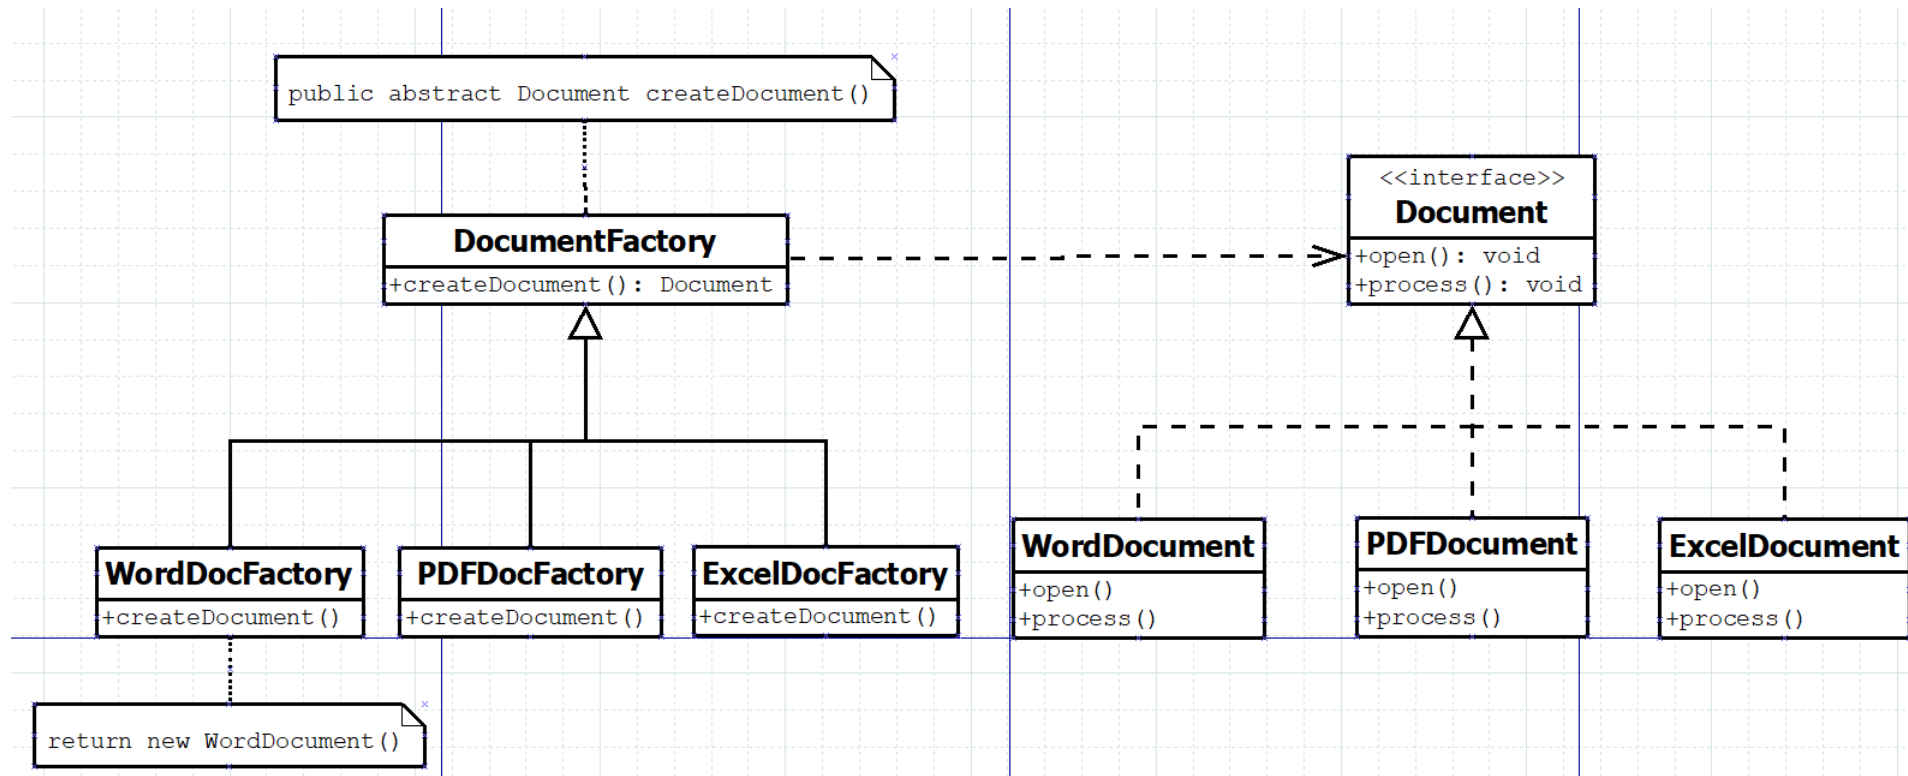 public abstract Document createDocument()
DocumentFactory
+createDocument(): Document
<<interface>>
Document
+open(): void
+process(): void
WordDocFactory
+createDocument()
PDFDocFactory
+createDocument()
ExcelDocFactory
+createDocument()
WordDocument
+open()
+process()
PDFDocument
+open()
+process()
ExcelDocument
+open()
+process()
return new WordDocument()